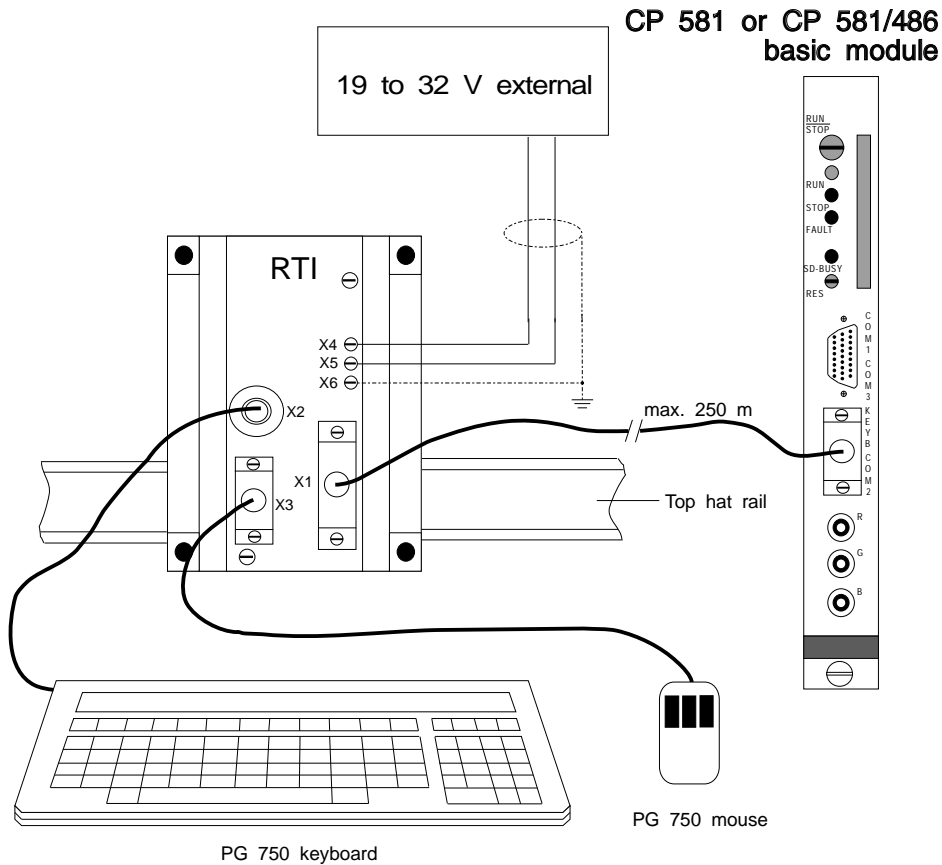 CP 581 or CP 581/486
basic module
19 to 32 V external
RUN
STOP
RUN
STOP
FAULT
SD-BUSY
RES
COM1 COM3
KEYB COM2
R
G
B
RTI
X4
X5
X6
X2
X1
X3
max. 250 m
Top hat rail
PG 750 mouse
PG 750 keyboard